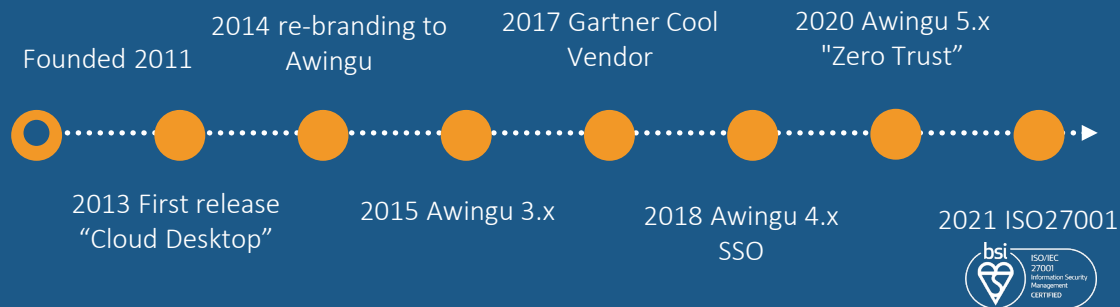 Founded 2011
2013 First release
“Cloud Desktop”
2014 re-branding to
Awingu
2015 Awingu 3.x
2017 Gartner Cool
Vendor
2018 Awingu 4.x
SSO
2020 Awingu 5.x
"Zero Trust”
2021 ISO27001
bsi
ISO/IEC
27001
Information Security
Management
CERTIFIED